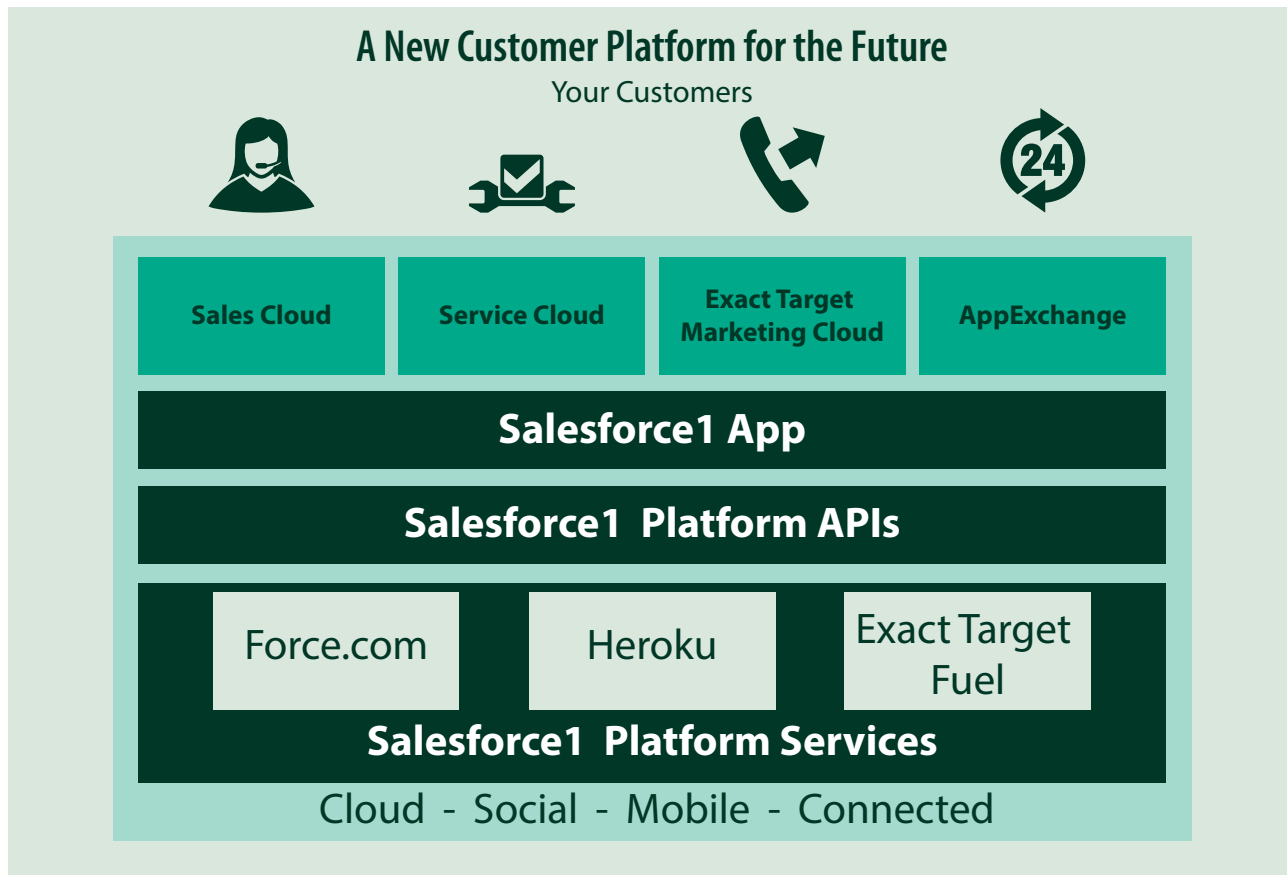 A New Customer Platform for the Future
Your Customers
24
Sales Cloud
Service Cloud
Exact Target
Marketing Cloud
AppExchange
Salesforce1 App
Salesforce1 Platform APIs
Force.com
Heroku
Exact Target
Fuel
Salesforce1 Platform Services
Cloud - Social - Mobile - Connected